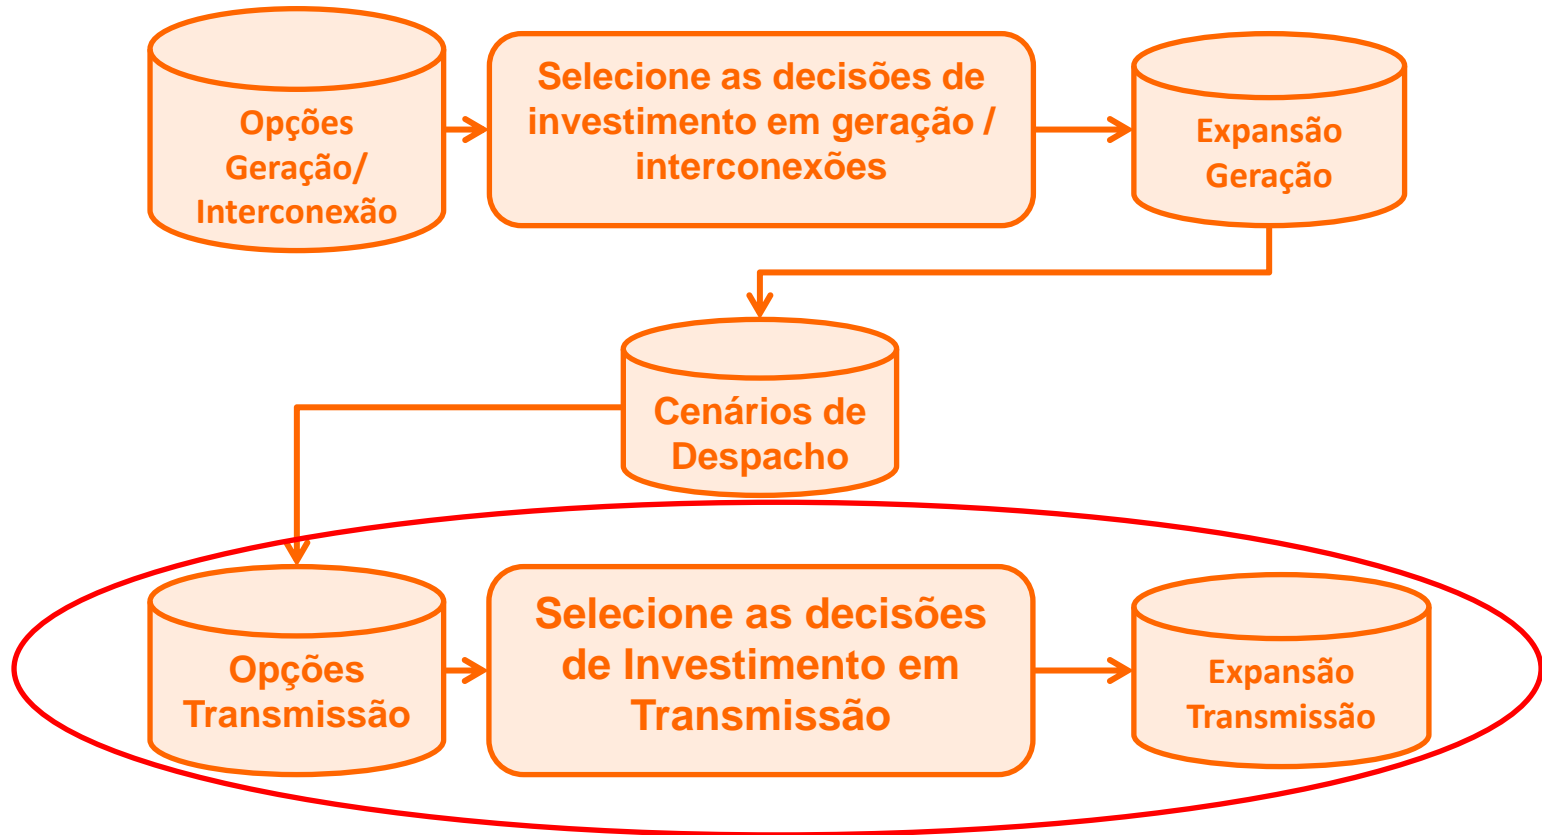 Opções
Geração/
Interconexão
Selecione as decisões de
investimento em geração /
interconexões
Expansão
Geração
Cenários de
Despacho
Opções
Transmissão
Selecione as decisões
de Investimento em
Transmissão
Expansão
Transmissão